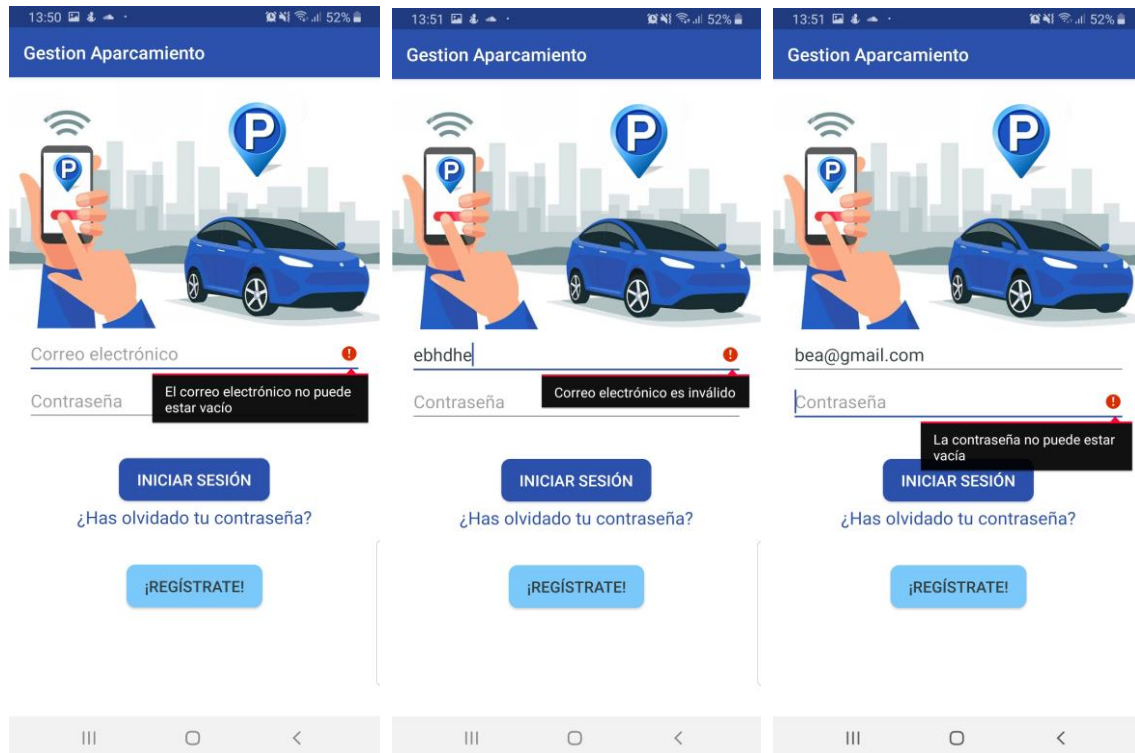 13:50
52%
Gestion Aparcamiento
P
P
Correo electrónico
El correo electrónico no puede
estar vacío
Contraseña
INICIAR SESIÓN
¿Has olvidado tu contraseña?
¡REGÍSTRATE!
13:51
52%
Gestion Aparcamiento
P
P
ebhdhe
Correo electrónico es inválido
Contraseña
INICIAR SESIÓN
¿Has olvidado tu contraseña?
¡REGÍSTRATE!
13:51
52%
Gestion Aparcamiento
P
P
bea@gmail.com
Contraseña
La contraseña no puede estar
vacía
INICIAR SESIÓN
¿Has olvidado tu contraseña?
¡REGÍSTRATE!